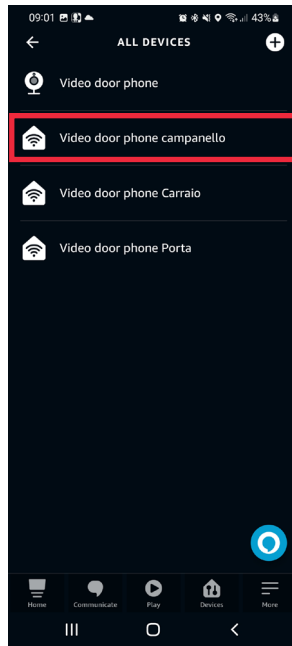 09:01 43%
ALL DEVICES
Video door phone
Video door phone campanello
Video door phone Carraio
Video door phone Porta
Home Communicate Play Devices More